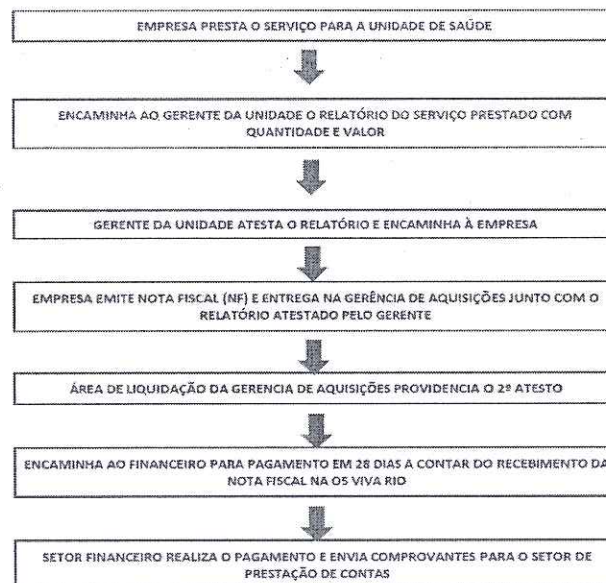 EMPRESA PRESTA O SERVIÇO PARA A UNIDADE DE SAÚDE
ENCAMINHA AO GERENTE DA UNIDADE O RELATÓRIO DO SERVIÇO PRESTADO COM
QUANTIDADE E VALOR
GERENTE DA UNIDADE ATESTA O RELATÓRIO E ENCAMINHA À EMPRESA
EMPRESA EMITE NOTA FISCAL (NF) E ENTREGA NA GERÊNCIA DE AQUISIÇÕES JUNTO COM O
RELATÓRIO ATESTADO PELO GERENTE
ÁREA DE LIQUIDAÇÃO DA GERENCIA DE AQUISIÇÕES PROVIDENCIA O 2º ATESTO
ENCAMINHA AO FINANCEIRO PARA PAGAMENTO EM 28 DIAS A CONTAR DO RECEBIMENTO DA
NOTA FISCAL NA OS VIVA RIO
SETOR FINANCEIRO REALIZA O PAGAMENTO E ENVIA COMPROVANTES PARA O SETOR DE
PRESTAÇÃO DE CONTAS